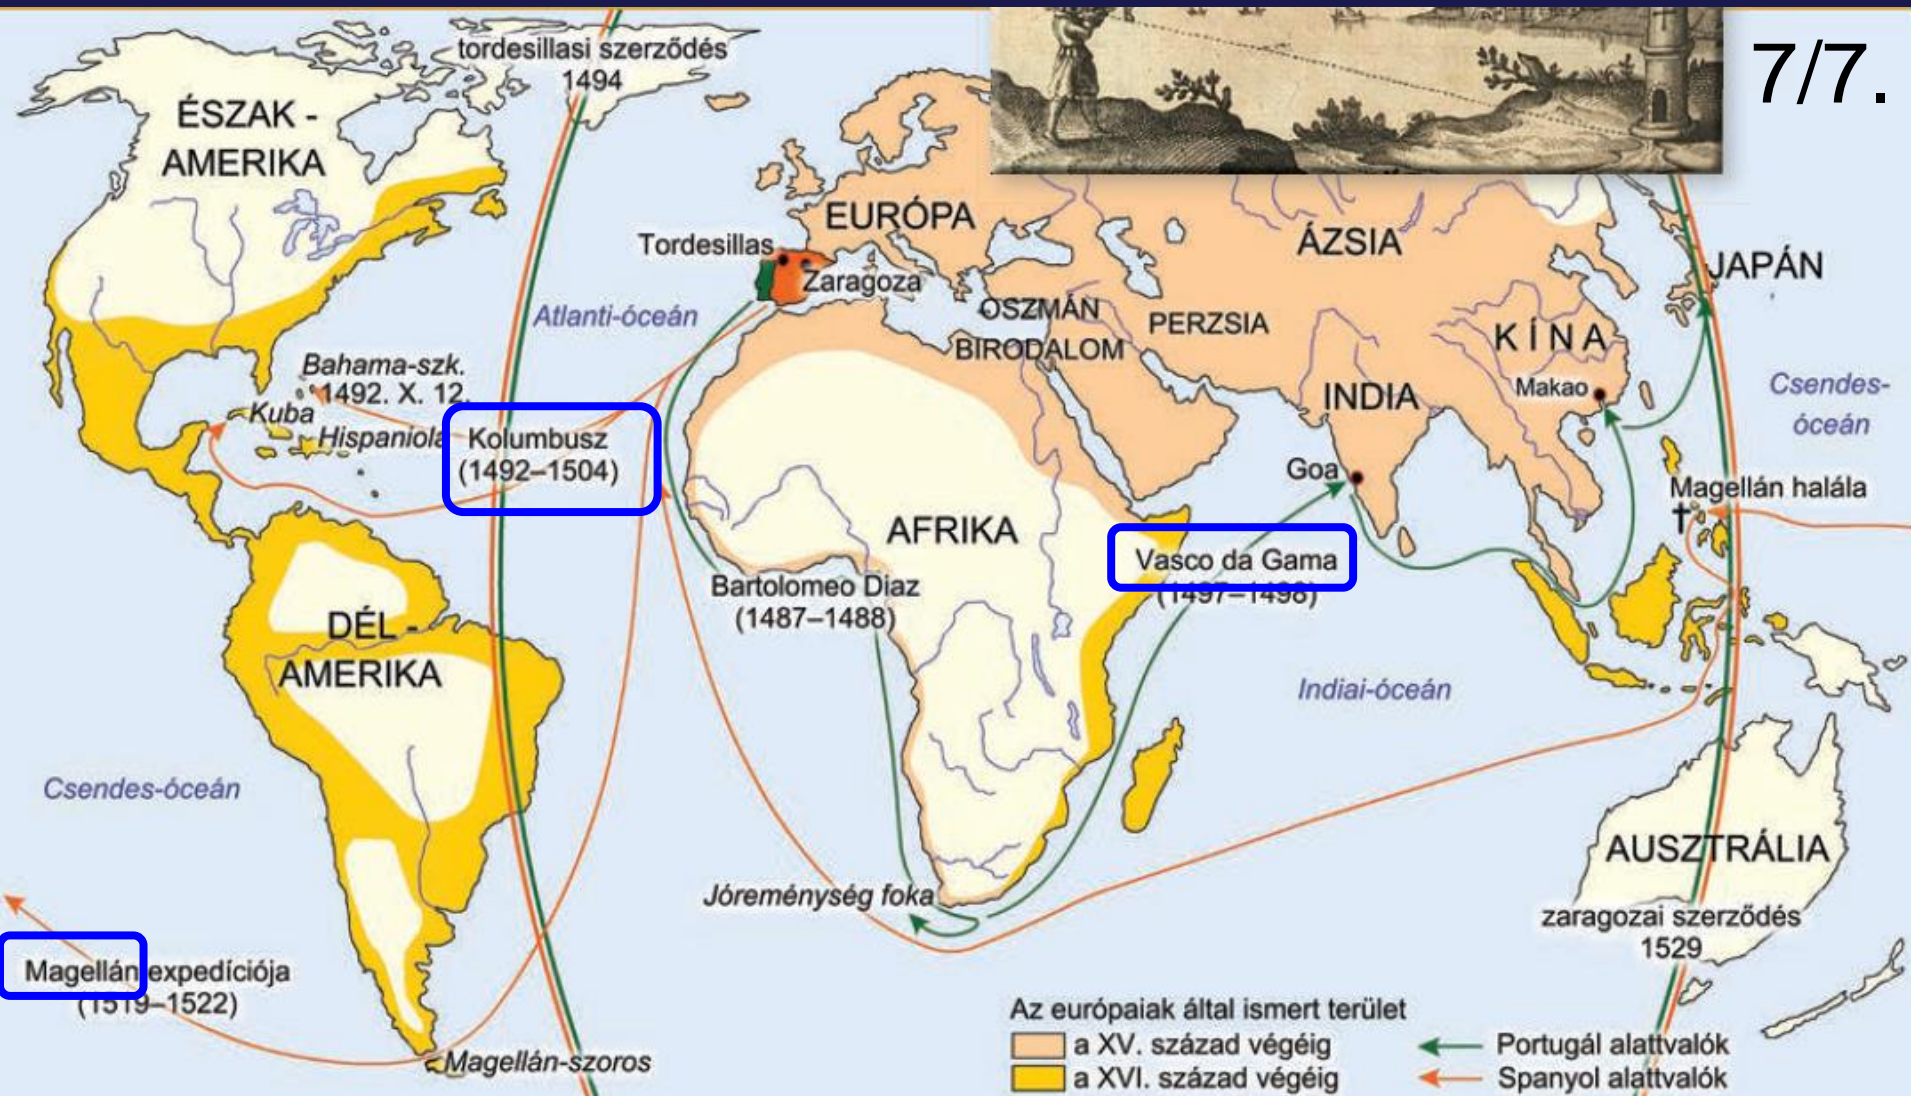 7/7.
tordesillasi szerződés
1494
ÉSZAK -
AMERIKA
EURÓPA
Tordesillas
Zaragoza
ÁZSIA
JAPÁN
Atlanti-óceán
OSZMÁN
BIRODALOM
PERZSIA
KÍNA
Bahama-szk.
1492. X. 12.
Kuba
Hispaniola
Kolumbusz
(1492–1504)
INDIA
Makao
Csendes-
óceán
Goa
Magellán halála
AFRIKA
Vasco da Gama
(1497–1498)
Bartolomeo Diaz
(1487–1488)
DÉL -
AMERIKA
Indiai-óceán
Csendes-óceán
Jóreménység foka
AUSZTRÁLIA
zaragozai szerződés
1529
Magellán expedíciója
(1519–1522)
Magellán-szoros
Az európaiak által ismert terület
a XV. század végéig
a XVI. század végéig
Portugál alattvalók
Spanyol alattvalók